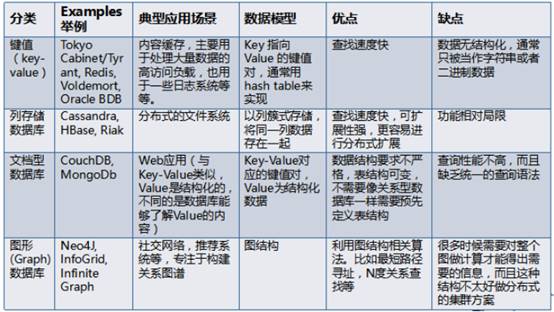 分类
Examples
举例
典型应用场景
数据模型
优点
缺点
键值
（key-
value）
Tokyo
Cabinet/Tyr
ant, Redis,
Voldemort,
Oracle BDB
内容缓存，主要用
于处理大量数据的
高访问负载，也用
于一些日志系统等
等。
Key 指向
Value 的键值
对，通常用
hash table来
实现
查找速度快
数据无结构化，通常
只被当作字符串或者
二进制数据
列存储
数据库
Cassandra,
HBase, Riak
分布式的文件系统
以列簇式存储，
将同一列数据
存在一起
查找速度快，可扩
展性强，更容易进
行分布式扩展
功能相对局限
文档型
数据库
CouchDB,
MongoDb
Web应用（与
Key-Value类似，
Value是结构化的，
不同的是数据库能
够了解Value的内
容）
Key-Value对
应的键值对，
Value为结构化
数据
数据结构要求不严
格，表结构可变，
不需要像关系型数
据库一样需要预先
定义表结构
查询性能不高，而且
缺乏统一的查询语法
图形
(Graph)
数据库
Neo4J,
InfoGrid,
Infinite
Graph
社交网络，推荐系
统等，专注于构建
关系图谱
图结构
利用图结构相关算
法。比如最短路径
寻址，N度关系查
找等
很多时候需要对整个
图做计算才能得出需
要的信息，而且这种
结构不太好做分布式
的集群方案